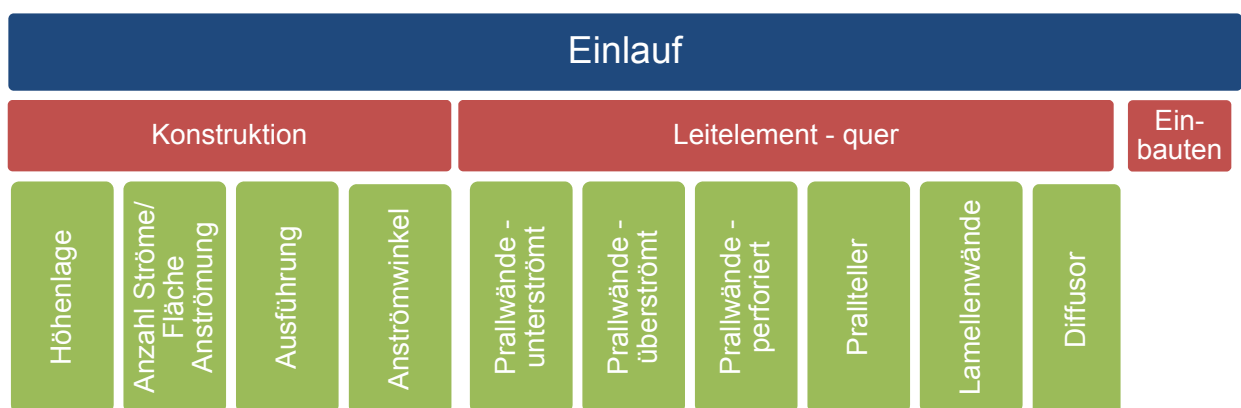 Einlauf
Konstruktion
Leitelement - quer
Ein-
bauten
Höhenlage
Anzahl Ströme/
Fläche
Anströmung
Ausführung
Anströmwinkel
Prallwände -
unterströmt
Prallwände -
überströmt
Prallwände -
perforiert
Prallteller
Lamellenwände
Diffusor